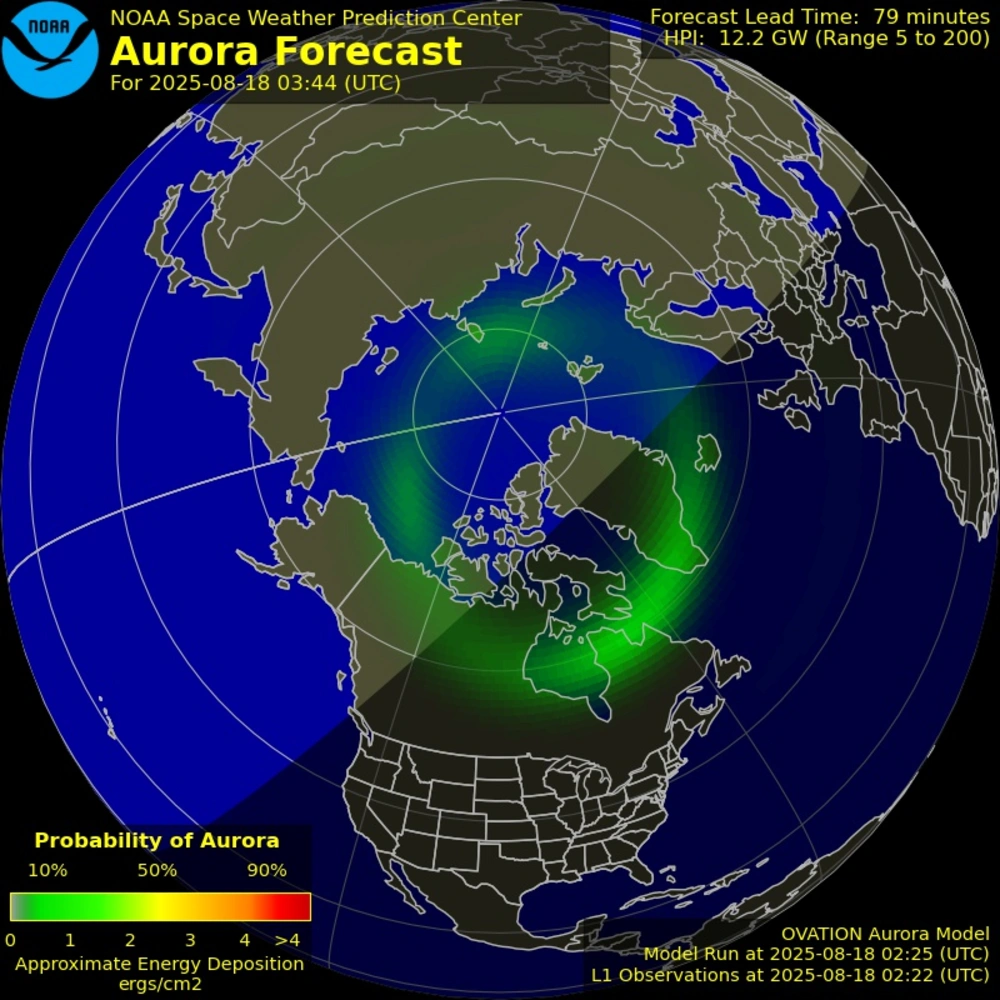 NOAA
NOAA Space Weather Prediction Center
Aurora Forecast
For 2025-08-18 03:44 (UTC)
Forecast Lead Time: 79 minutes
HPI: 12.2 GW (Range 5 to 200)
Probability of Aurora
10% 50% 90%
0 1 2 3 4 >4
Approximate Energy Deposition
ergs/cm2
OVATION Aurora Model
Model Run at 2025-08-18 02:25 (UTC)
L1 Observations at 2025-08-18 02:22 (UTC)